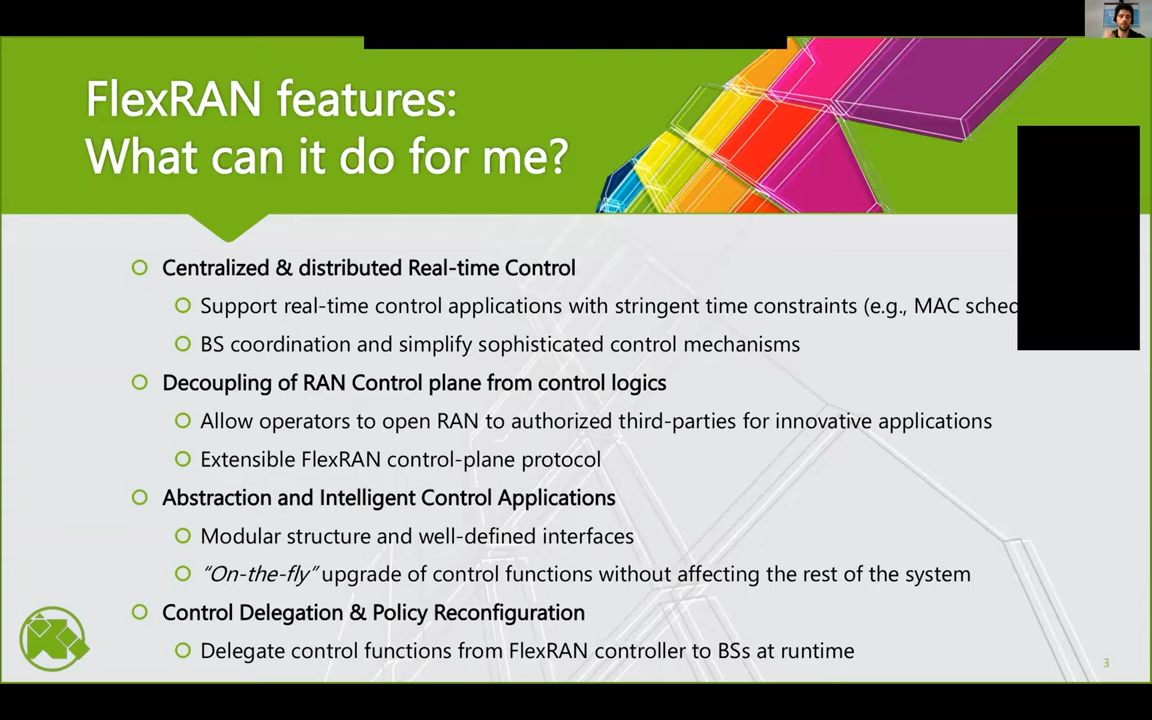 FlexRAN features:
What can it do for me?
Centralized & distributed Real-time Control
Support real-time control applications with stringent time constraints (e.g., MAC sched
BS coordination and simplify sophisticated control mechanisms
Decoupling of RAN Control plane from control logics
Allow operators to open RAN to authorized third-parties for innovative applications
Extensible FlexRAN control-plane protocol
Abstraction and Intelligent Control Applications
Modular structure and well-defined interfaces
“On-the-fly” upgrade of control functions without affecting the rest of the system
Control Delegation & Policy Reconfiguration
Delegate control functions from FlexRAN controller to BSs at runtime
3